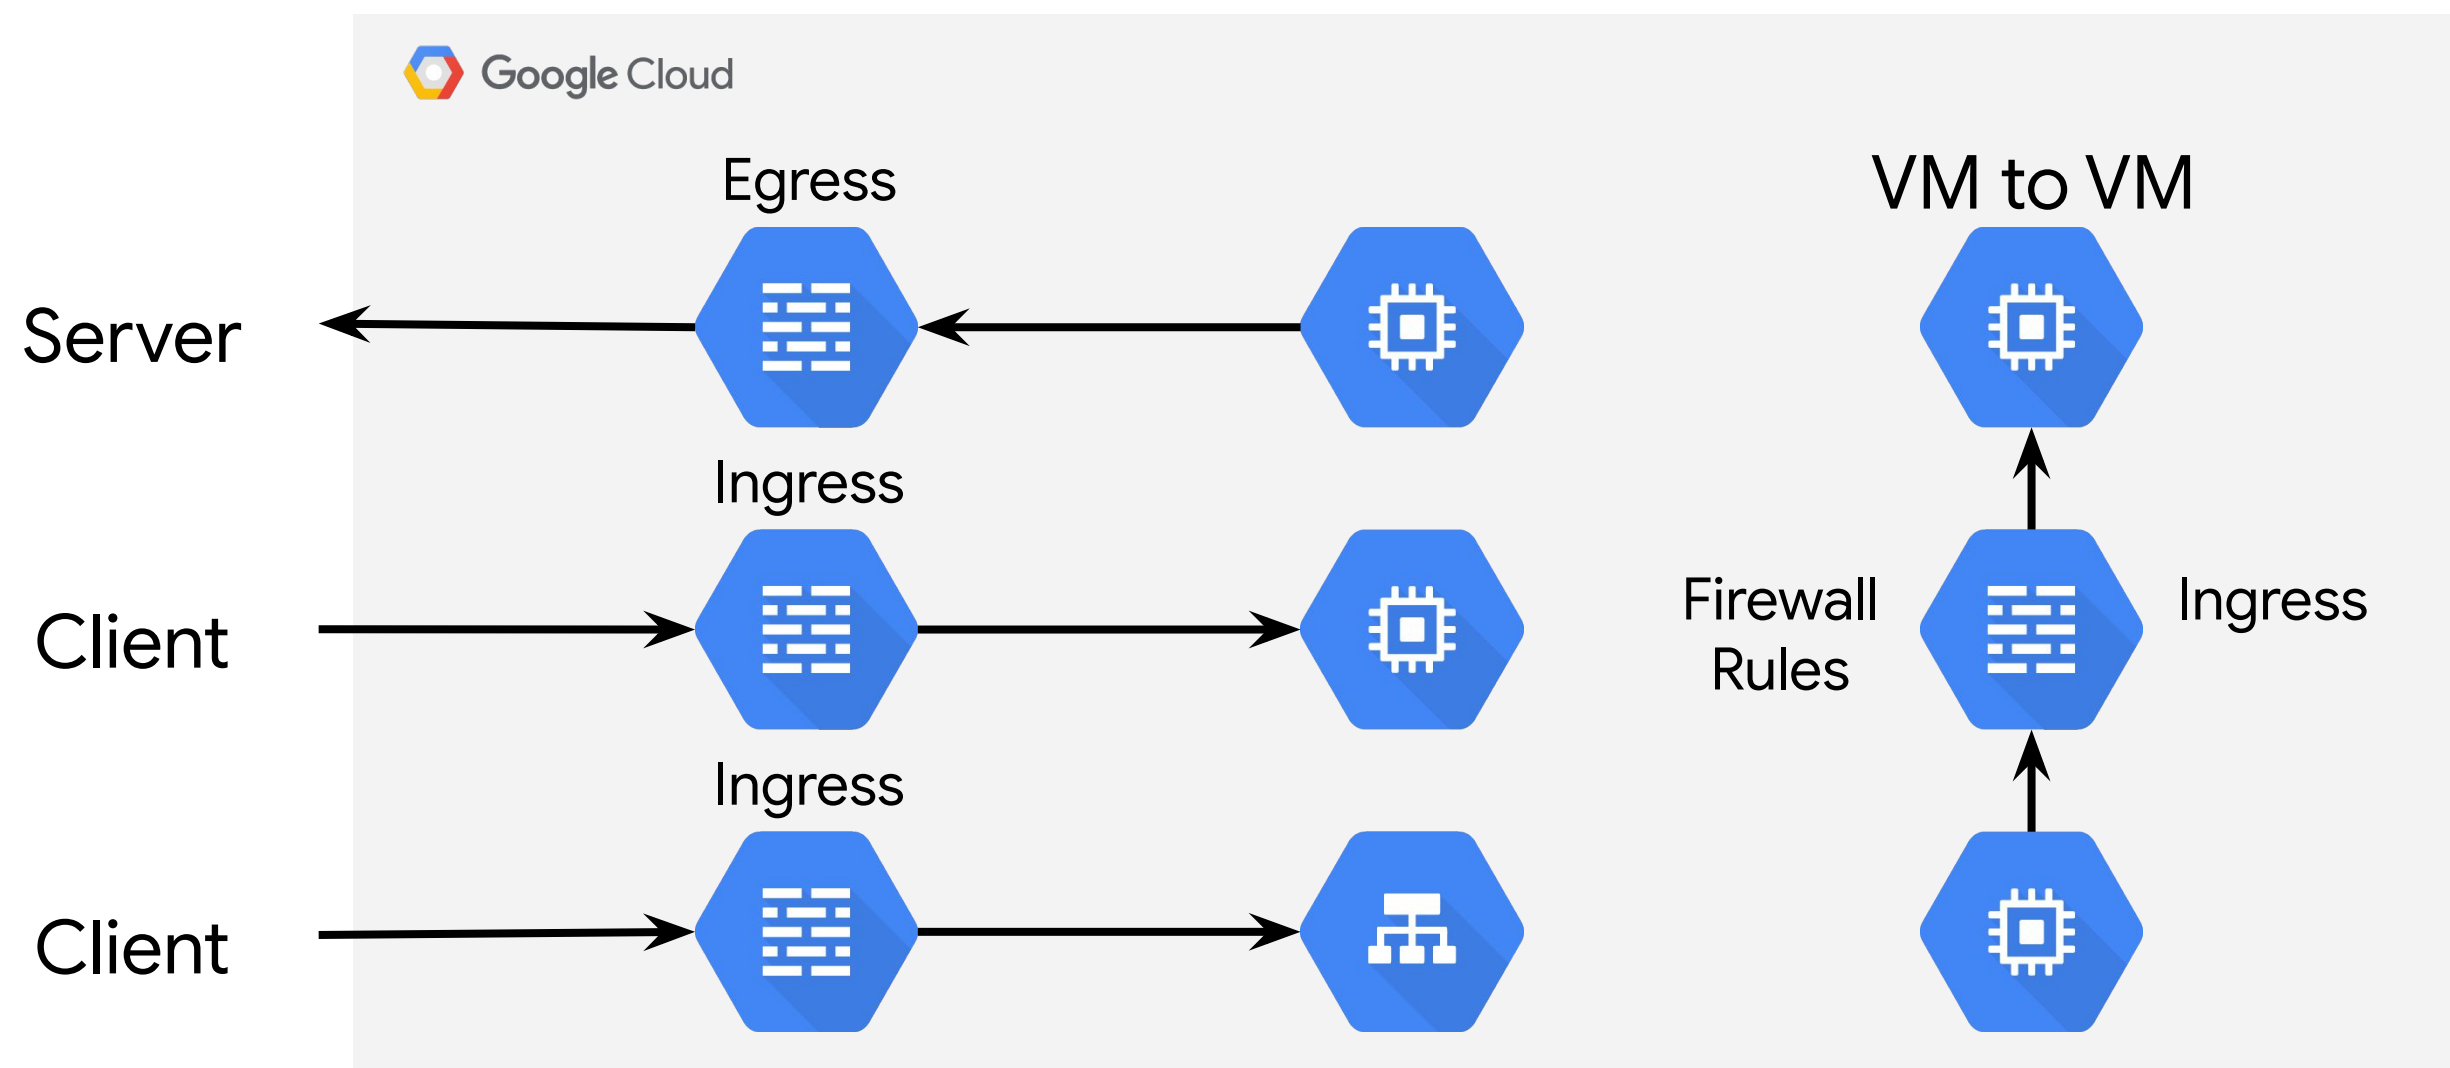 Google Cloud
Egress
VM to VM
Server
Ingress
Client
Firewall
Rules
Ingress
Ingress
Client